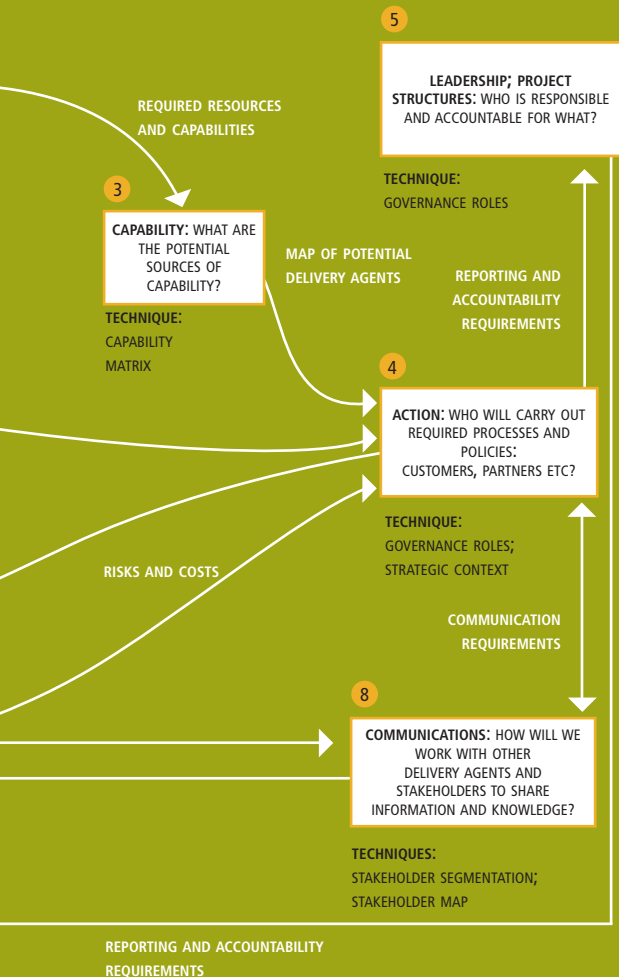 5
LEADERSHIP; PROJECT
STRUCTURES: WHO IS RESPONSIBLE
AND ACCOUNTABLE FOR WHAT?
TECHNIQUE:
GOVERNANCE ROLES
REQUIRED RESOURCES
AND CAPABILITIES
3
CAPABILITY: WHAT ARE
THE POTENTIAL
SOURCES OF
CAPABILITY?
TECHNIQUE:
CAPABILITY
MATRIX
MAP OF POTENTIAL
DELIVERY AGENTS
REPORTING AND
ACCOUNTABILITY
REQUIREMENTS
4
ACTION: WHO WILL CARRY OUT
REQUIRED PROCESSES AND
POLICIES:
CUSTOMERS, PARTNERS ETC?
TECHNIQUE:
GOVERNANCE ROLES;
STRATEGIC CONTEXT
RISKS AND COSTS
COMMUNICATION
REQUIREMENTS
8
COMMUNICATIONS: HOW WILL WE
WORK WITH OTHER
DELIVERY AGENTS AND
STAKEHOLDERS TO SHARE
INFORMATION AND KNOWLEDGE?
TECHNIQUES:
STAKEHOLDER SEGMENTATION;
STAKEHOLDER MAP
REPORTING AND ACCOUNTABILITY
REQUIREMENTS